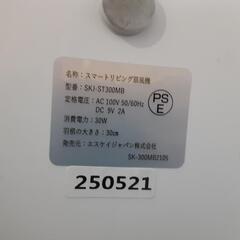 名称：スマートリビング扇風機
型番：SKJ-ST300MB
定格電圧：AC 100V 50/60Hz
DC 9V 2A
消費電力：30W
羽根の大きさ：30cm
発売元：エスケイジャパン株式会社
SK-300MB2105
PS
E
250521